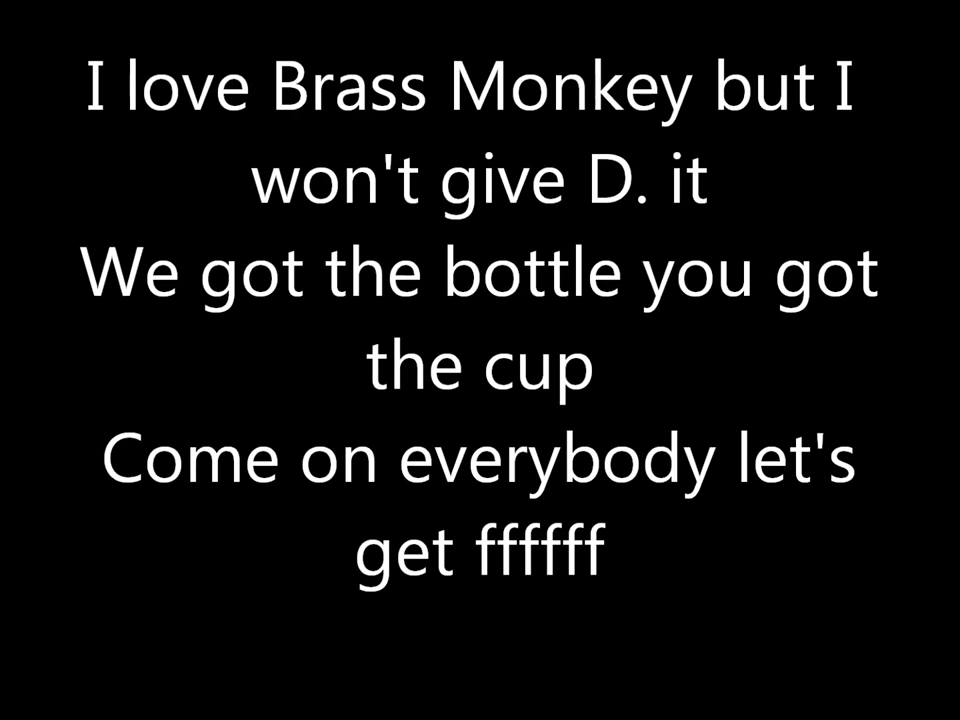 I love Brass Monkey but I
won't give D. it
We got the bottle you got
the cup
Come on everybody let's
get ffffff